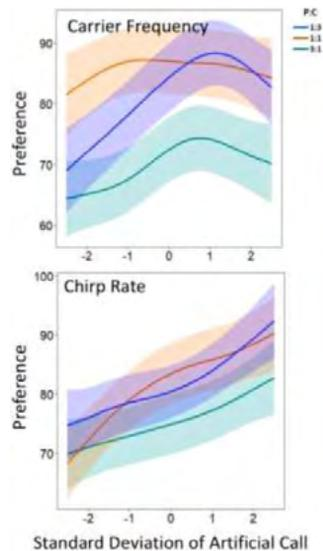 Carrier Frequency
P:C
1:3
1:1
3:1
Preference
90
80
70
60
-2 -1 0 1 2
Chirp Rate
Preference
100
90
80
70
-2 -1 0 1 2
Standard Deviation of Artificial Call